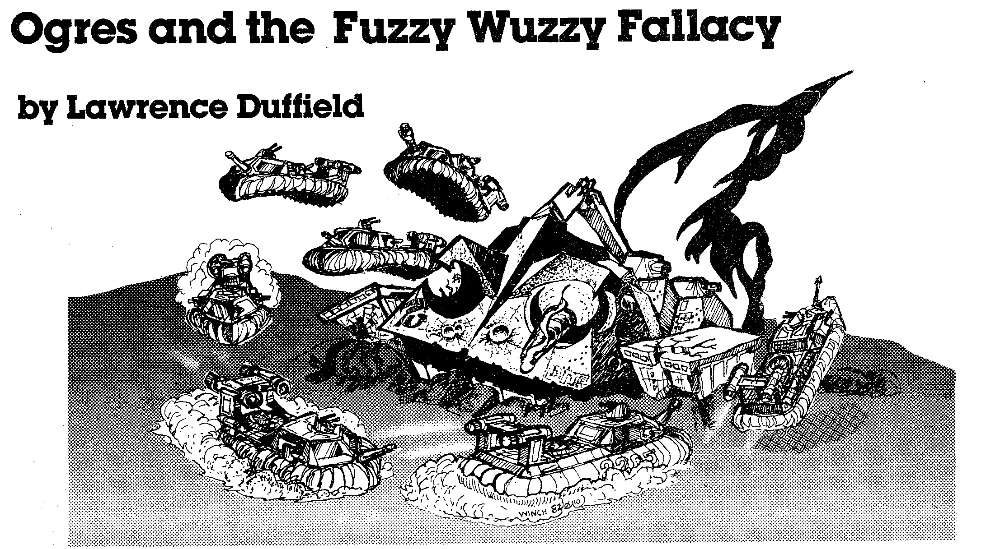 Ogres and the Fuzzy Wuzzy Fallacy
by Lawrence Duffield
WINCH 82